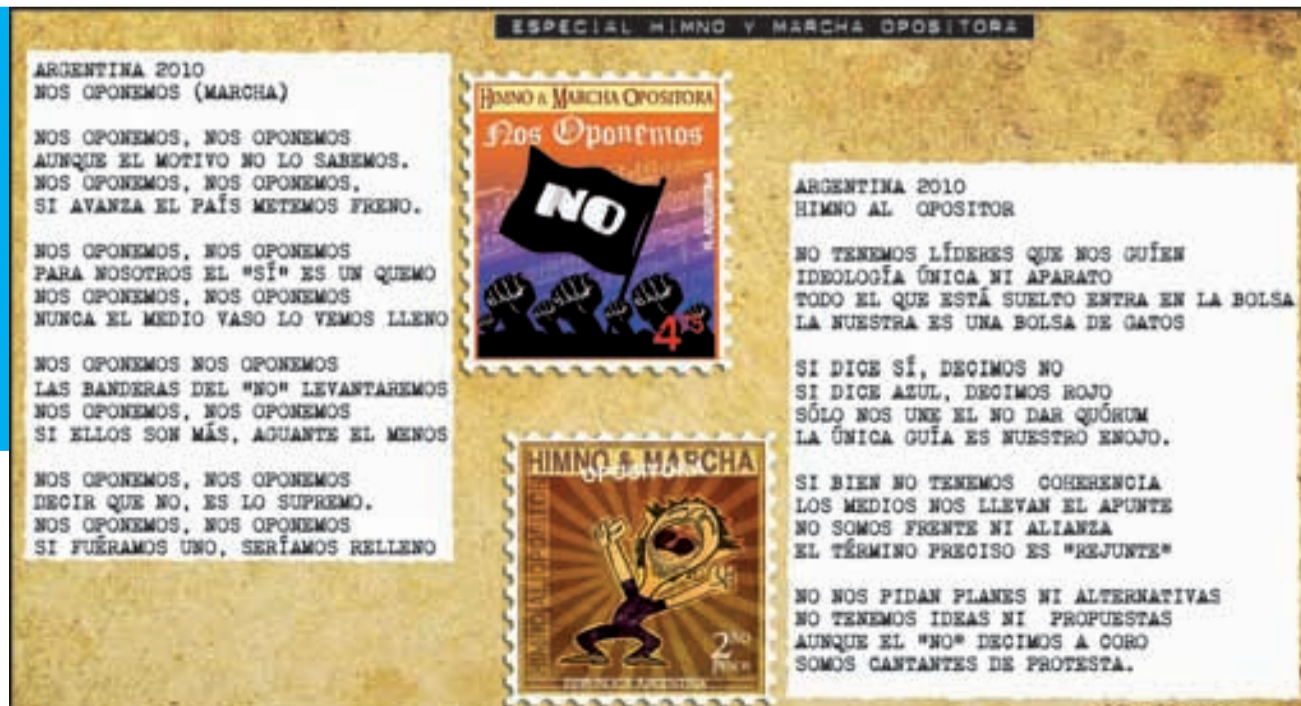 ESPECIAL HIMNO Y MARCHA OPOSITORA
ARGENTINA 2010
NOS OPONEMOS (MARCHA)
NOS OPONEMOS, NOS OPONEMOS
AUNQUE EL MOTIVO NO LO SABEMOS.
NOS OPONEMOS, NOS OPONEMOS,
SI AVANZA EL PAÍS METEMOS FRENO.
NOS OPONEMOS, NOS OPONEMOS
PARA NOSOTROS EL "SÍ" ES UN QUEMO
NOS OPONEMOS, NOS OPONEMOS
NUNCA EL MEDIO VASO LO VEMOS LLENO
NOS OPONEMOS NOS OPONEMOS
LAS BANDERAS DEL "NO" LEVANTAREMOS
NOS OPONEMOS, NOS OPONEMOS
SI ELLOS SON MÁS, AGUANTE EL MENOS
NOS OPONEMOS, NOS OPONEMOS
DECIR QUE NO, ES LO SUPREMO.
NOS OPONEMOS, NOS OPONEMOS
SI FUÉRAMOS UNO, SERÍAMOS RELLENO
HIMNO & MARCHA OPOSITORA
Nos Oponemos
NO
4
HIMNO & MARCHA
OPOSITORA
2
REPUBLICA ARGENTINA
ARGENTINA 2010
HIMNO AL OPOSITOR
NO TENEMOS LÍDERES QUE NOS GUÍEN
IDEOLOGÍA ÚNICA NI APARATO
TODO EL QUE ESTÁ SUELTO ENTRA EN LA BOLSA
LA NUESTRA ES UNA BOLSA DE GATOS
SI DICE SÍ, DECIMOS NO
SI DICE AZUL, DECIMOS ROJO
SÓLO NOS UNE EL NO DAR QUÓRUM
LA ÚNICA GUÍA ES NUESTRO ENOJO.
SI BIEN NO TENEMOS COHERENCIA
LOS MEDIOS NOS LLEVAN EL APUNTE
NO SOMOS FRENTE NI ALIANZA
EL TÉRMINO PRECISO ES "REJUNTE"
NO NOS PIDAN PLANES NI ALTERNATIVAS
NO TENEMOS IDEAS NI PROPUESTAS
AUNQUE EL "NO" DECIMOS A CORO
SOMOS CANTANTES DE PROTESTA.